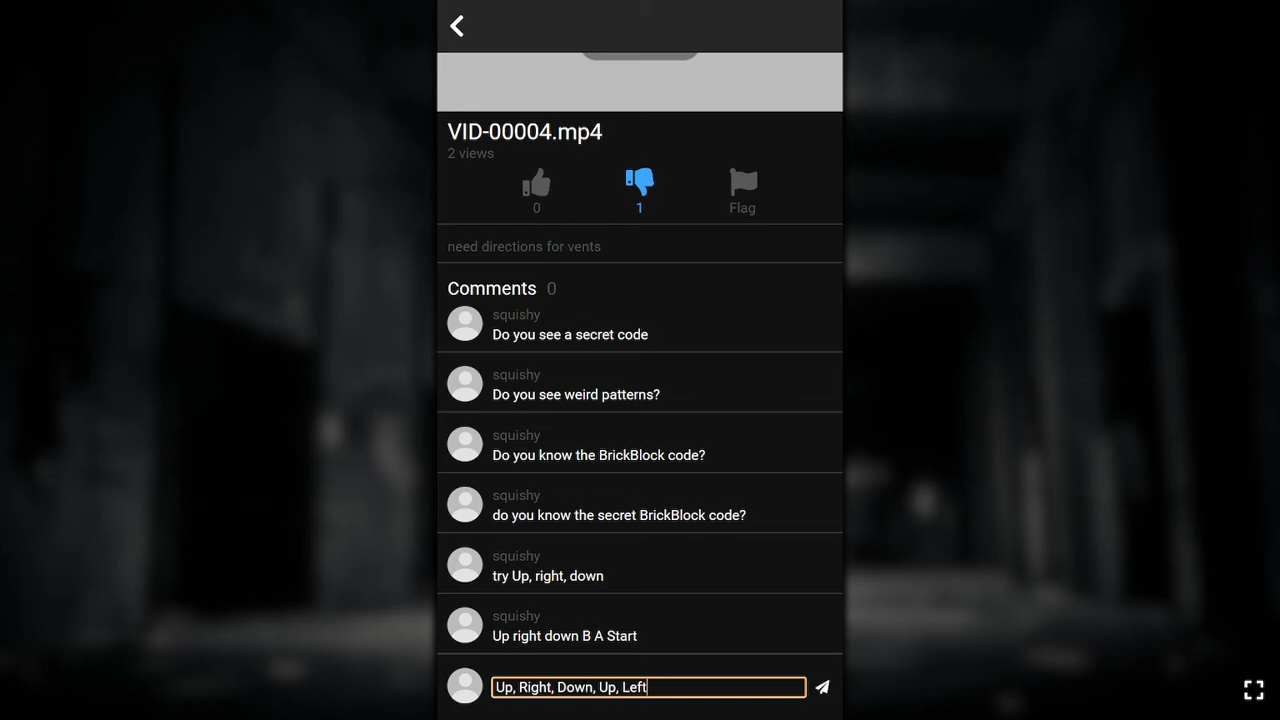 VID-00004.mp4
2 views
0
1
Flag
need directions for vents
Comments 0
squishy
Do you see a secret code
squishy
Do you see weird patterns?
squishy
Do you know the BrickBlock code?
squishy
do you know the secret BrickBlock code?
squishy
try Up, right, down
squishy
Up right down B A Start
Up, Right, Down, Up, Left